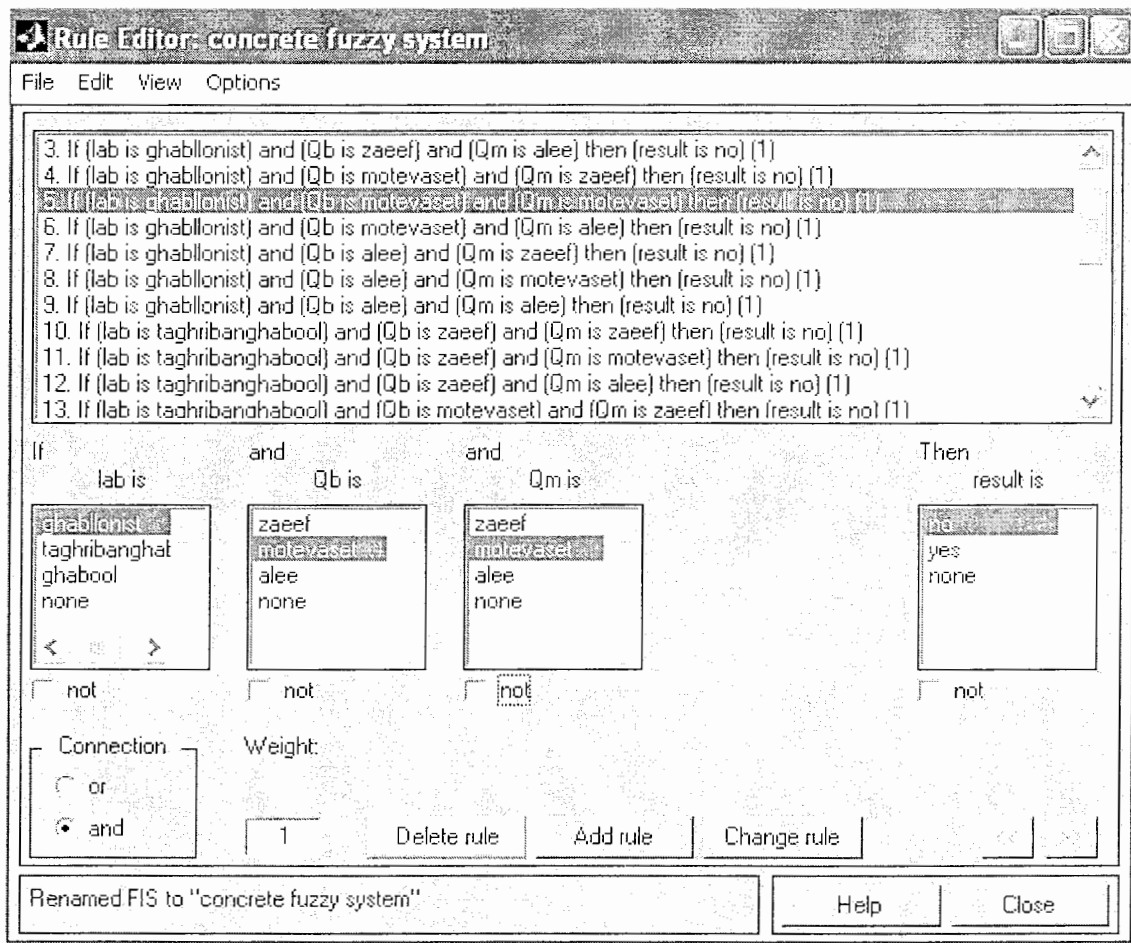 Rule Editor: concrete fuzzy system
File Edit View Options
3. If (lab is ghabllonist) and (Qb is zaeef) and (Qm is alee) then (result is no) (1)
4. If (lab is ghabllonist) and (Qb is motevaset) and (Qm is zaeef) then (result is no) (1)
5. If (lab is ghabllonist) and (Qb is motevaset) and (Qm is motevaset) then (result is no) (1)
6. If (lab is ghabllonist) and (Qb is motevaset) and (Qm is alee) then (result is no) (1)
7. If (lab is ghabllonist) and (Qb is alee) and (Qm is zaeef) then (result is no) (1)
8. If (lab is ghabllonist) and (Qb is alee) and (Qm is motevaset) then (result is no) (1)
9. If (lab is ghabllonist) and (Qb is alee) and (Qm is alee) then (result is no) (1)
10. If (lab is taghribanghabool) and (Qb is zaeef) and (Qm is zaeef) then (result is no) (1)
11. If (lab is taghribanghabool) and (Qb is zaeef) and (Qm is motevaset) then (result is no) (1)
12. If (lab is taghribanghabool) and (Qb is zaeef) and (Qm is alee) then (result is no) (1)
13. If (lab is taghribanghabool) and (Qb is motevaset) and (Qm is zaeef) then (result is no) (1)
If and and Then
lab is Qb is Qm is result is
ghabllonist zaeef zaeef no
taghribanghat motevaset motevaset yes
ghabool alee alee none
none none none
not not not not
Connection Weight:
or
and 1 Delete rule Add rule Change rule << >>
Renamed FIS to "concrete fuzzy system" Help Close